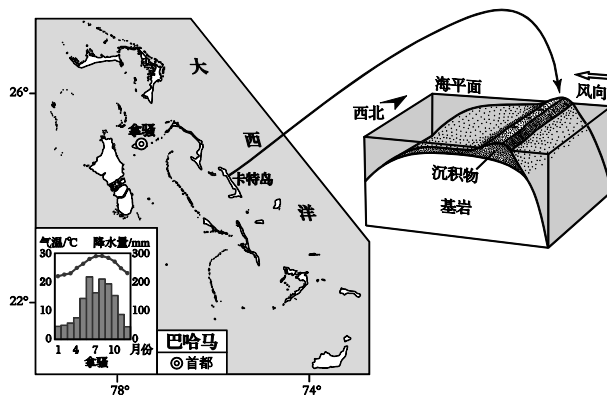 大
西
洋
26°
22°
78°
74°
拿骚
卡特岛
气温/℃ 降水量/mm
30 300
20 200
10 100
0 0
1 4 7 10 月份
拿骚
巴哈马
首都
海平面
风向
西北
沉积物
基岩